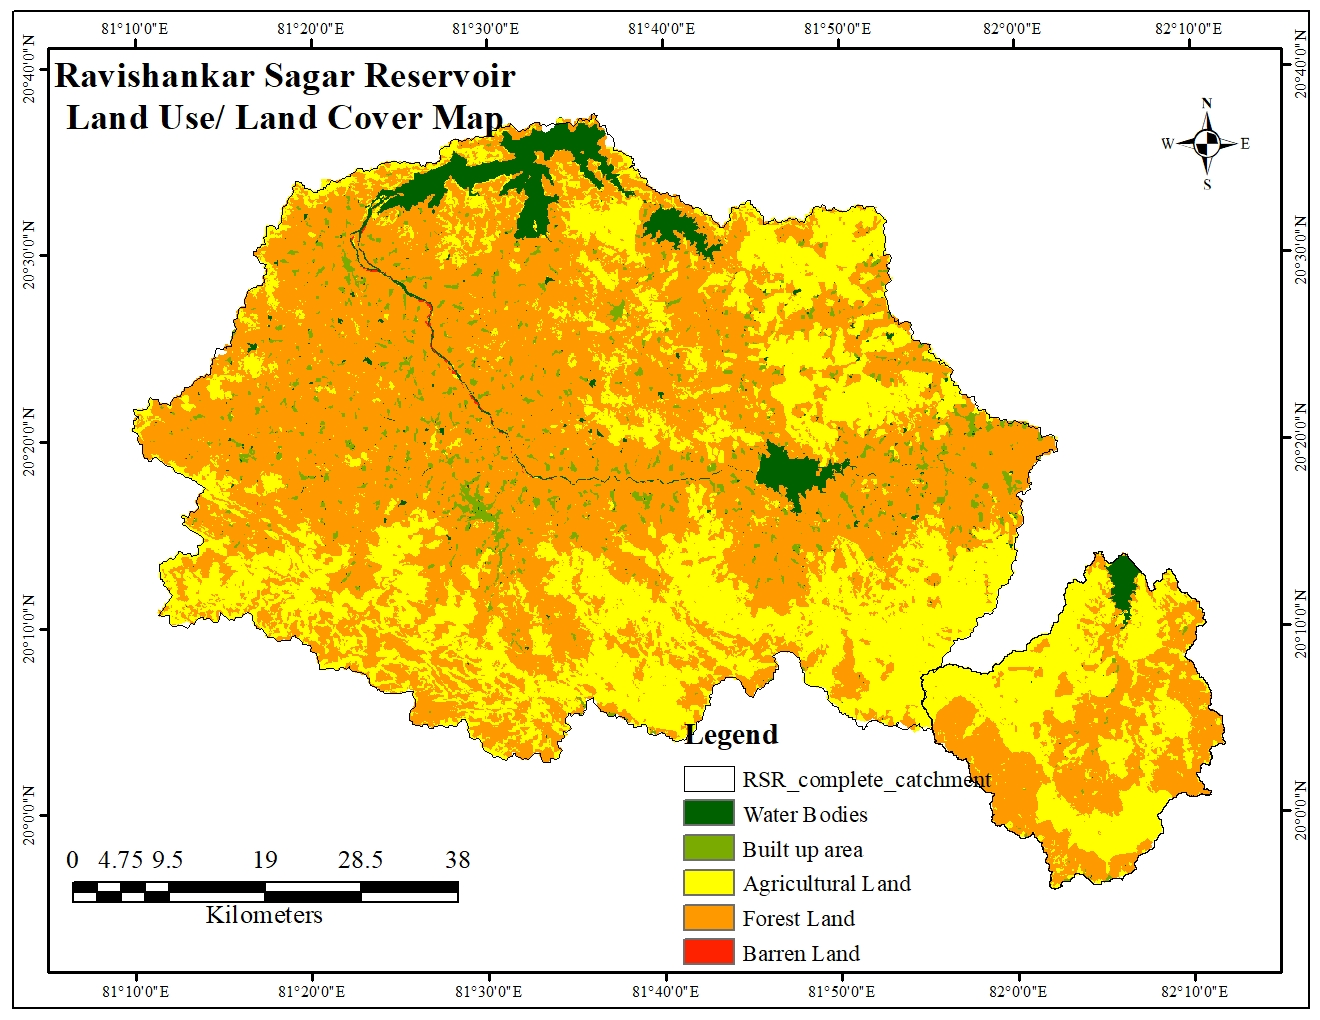 81°10'0"E 81°20'0"E 81°30'0"E 81°40'0"E 81°50'0"E 82°0'0"E 82°10'0"E
Ravishankar Sagar Reservoir
Land Use/ Land Cover Map
N
W E
S
20°40'0"N 20°40'0"N
20°30'0"N 20°30'0"N
20°20'0"N 20°20'0"N
20°10'0"N 20°10'0"N
20°0'0"N 20°0'0"N
Legend
RSR_complete_catchment
Water Bodies
Built up area
Agricultural Land
Forest Land
Barren Land
0 4.75 9.5 19 28.5 38
Kilometers
81°10'0"E 81°20'0"E 81°30'0"E 81°40'0"E 81°50'0"E 82°0'0"E 82°10'0"E